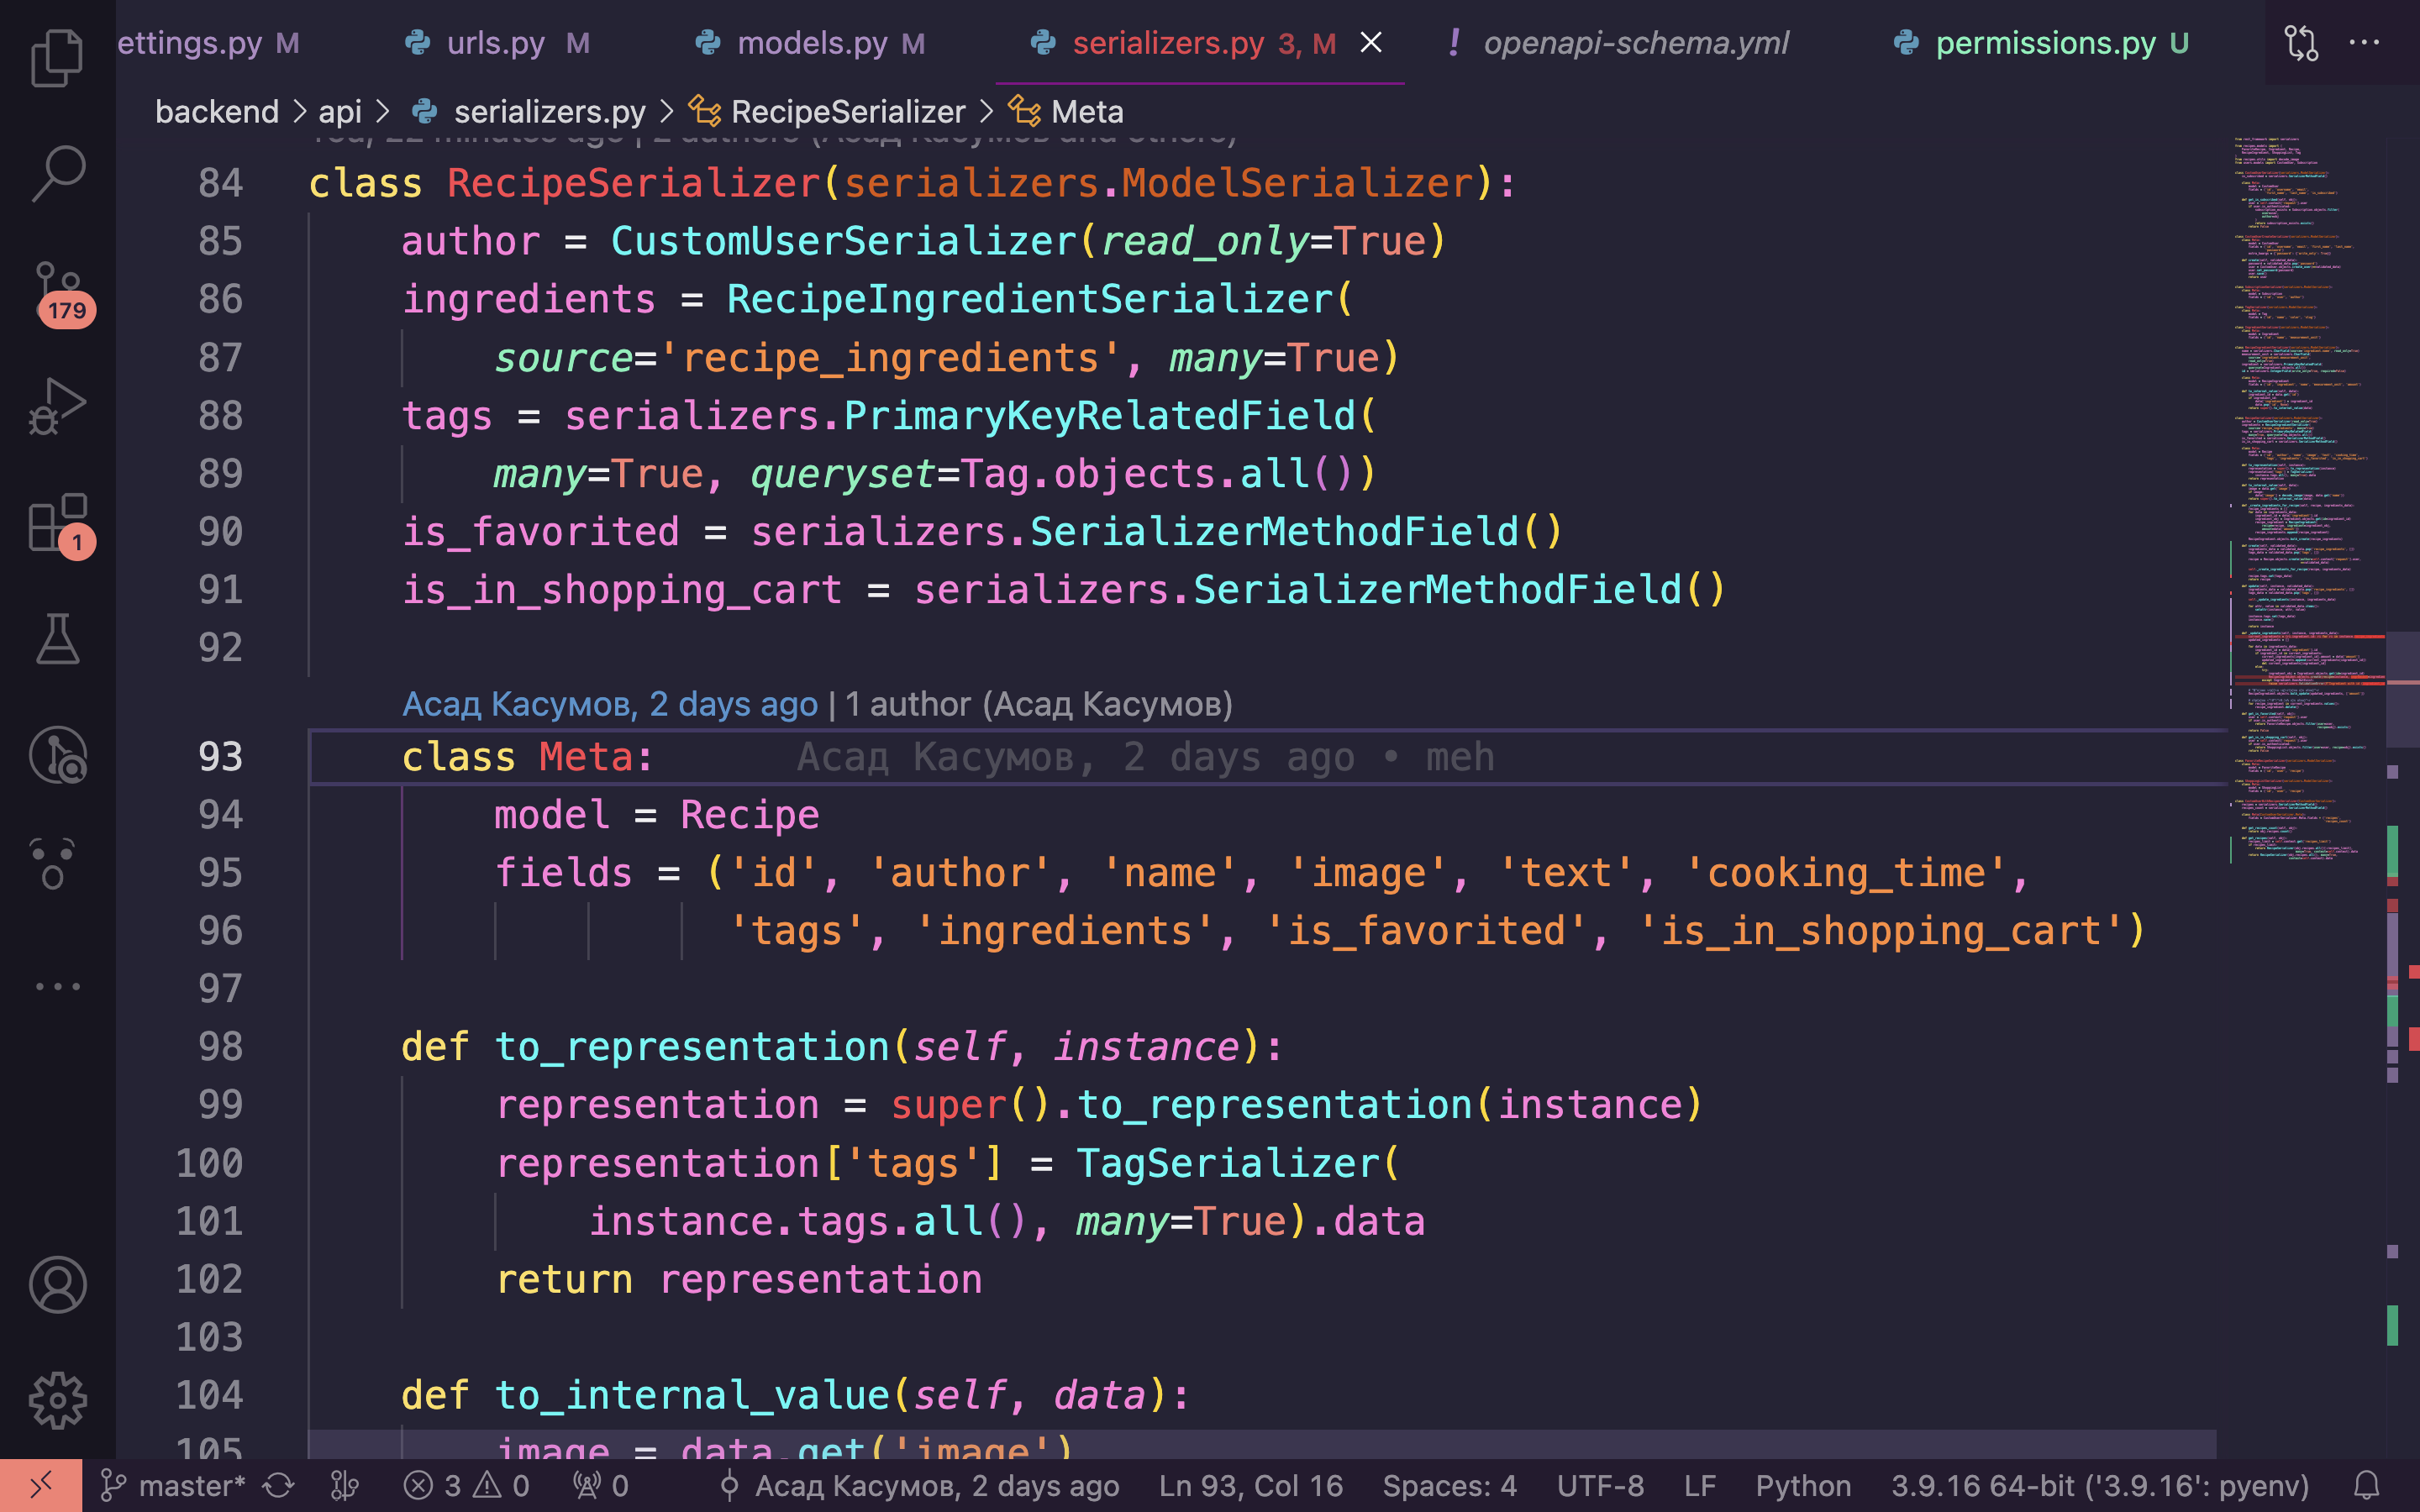 ettings.py M urls.py M models.py M serializers.py 3, M openapi-schema.yml permissions.py U
backend > api > serializers.py > RecipeSerializer > Meta
84 class RecipeSerializer(serializers.ModelSerializer):
85 author = CustomUserSerializer(read_only=True)
86 ingredients = RecipeIngredientSerializer(
87 source='recipe_ingredients', many=True)
88 tags = serializers.PrimaryKeyRelatedField(
89 many=True, queryset=Tag.objects.all())
90 is_favorited = serializers.SerializerMethodField()
91 is_in_shopping_cart = serializers.SerializerMethodField()
92
Асад Касумов, 2 days ago | 1 author (Асад Касумов)
93 class Meta: Асад Касумов, 2 days ago • meh
94 model = Recipe
95 fields = ('id', 'author', 'name', 'image', 'text', 'cooking_time',
96 'tags', 'ingredients', 'is_favorited', 'is_in_shopping_cart')
97
98 def to_representation(self, instance):
99 representation = super().to_representation(instance)
100 representation['tags'] = TagSerializer(
101 instance.tags.all(), many=True).data
102 return representation
103
104 def to_internal_value(self, data):
105 image = data.get('image')
179
1
master* 3 0 0 Асад Касумов, 2 days ago Ln 93, Col 16 Spaces: 4 UTF-8 LF Python 3.9.16 64-bit ('3.9.16': pyenv)